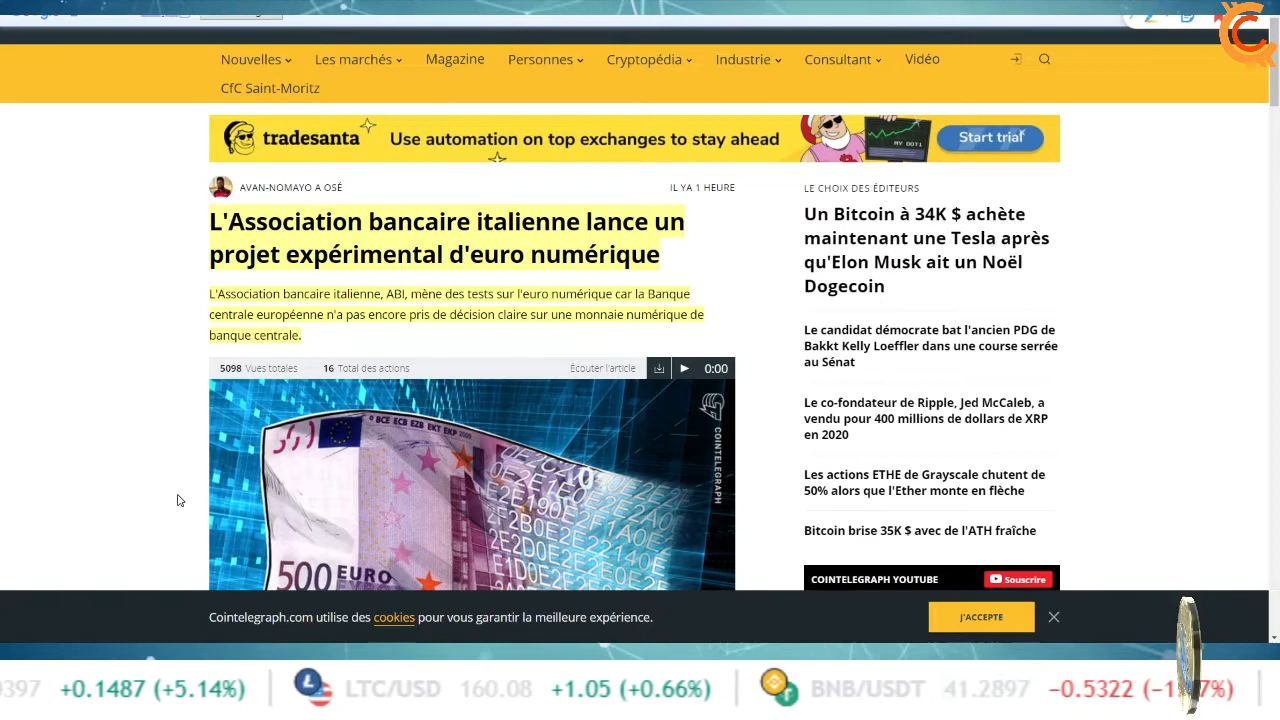 Nouvelles
Les marchés
Magazine
Personnes
Cryptopédia
Industrie
Consultant
Vidéo
CfC Saint-Moritz
tradesanta
Use automation on top exchanges to stay ahead
MY BOT1
Start trial
AVAN-NOMAYO A OSÉ
IL YA 1 HEURE
L'Association bancaire italienne lance un
projet expérimental d'euro numérique
L'Association bancaire italienne, ABI, mène des tests sur l'euro numérique car la Banque
centrale européenne n'a pas encore pris de décision claire sur une monnaie numérique de
banque centrale.
5098 Vues totales
16 Total des actions
Écouter l'article
0:00
COINTELEGRAPH
500 EURO
LE CHOIX DES ÉDITEURS
Un Bitcoin à 34K $ achète
maintenant une Tesla après
qu'Elon Musk ait un Noël
Dogecoin
Le candidat démocrate bat l'ancien PDG de
Bakkt Kelly Loeffler dans une course serrée
au Sénat
Le co-fondateur de Ripple, Jed McCaleb, a
vendu pour 400 millions de dollars de XRP
en 2020
Les actions ETHE de Grayscale chutent de
50% alors que l'Ether monte en flèche
Bitcoin brise 35K $ avec de l'ATH fraîche
COINTELEGRAPH YOUTUBE
Souscrire
Cointelegraph.com utilise des cookies pour vous garantir la meilleure expérience.
J'ACCEPTE
+0.1487 (+5.14%)
LTC/USD
+1.05 (+0.66%)
BNB/USDT
41.2897
−0.5322